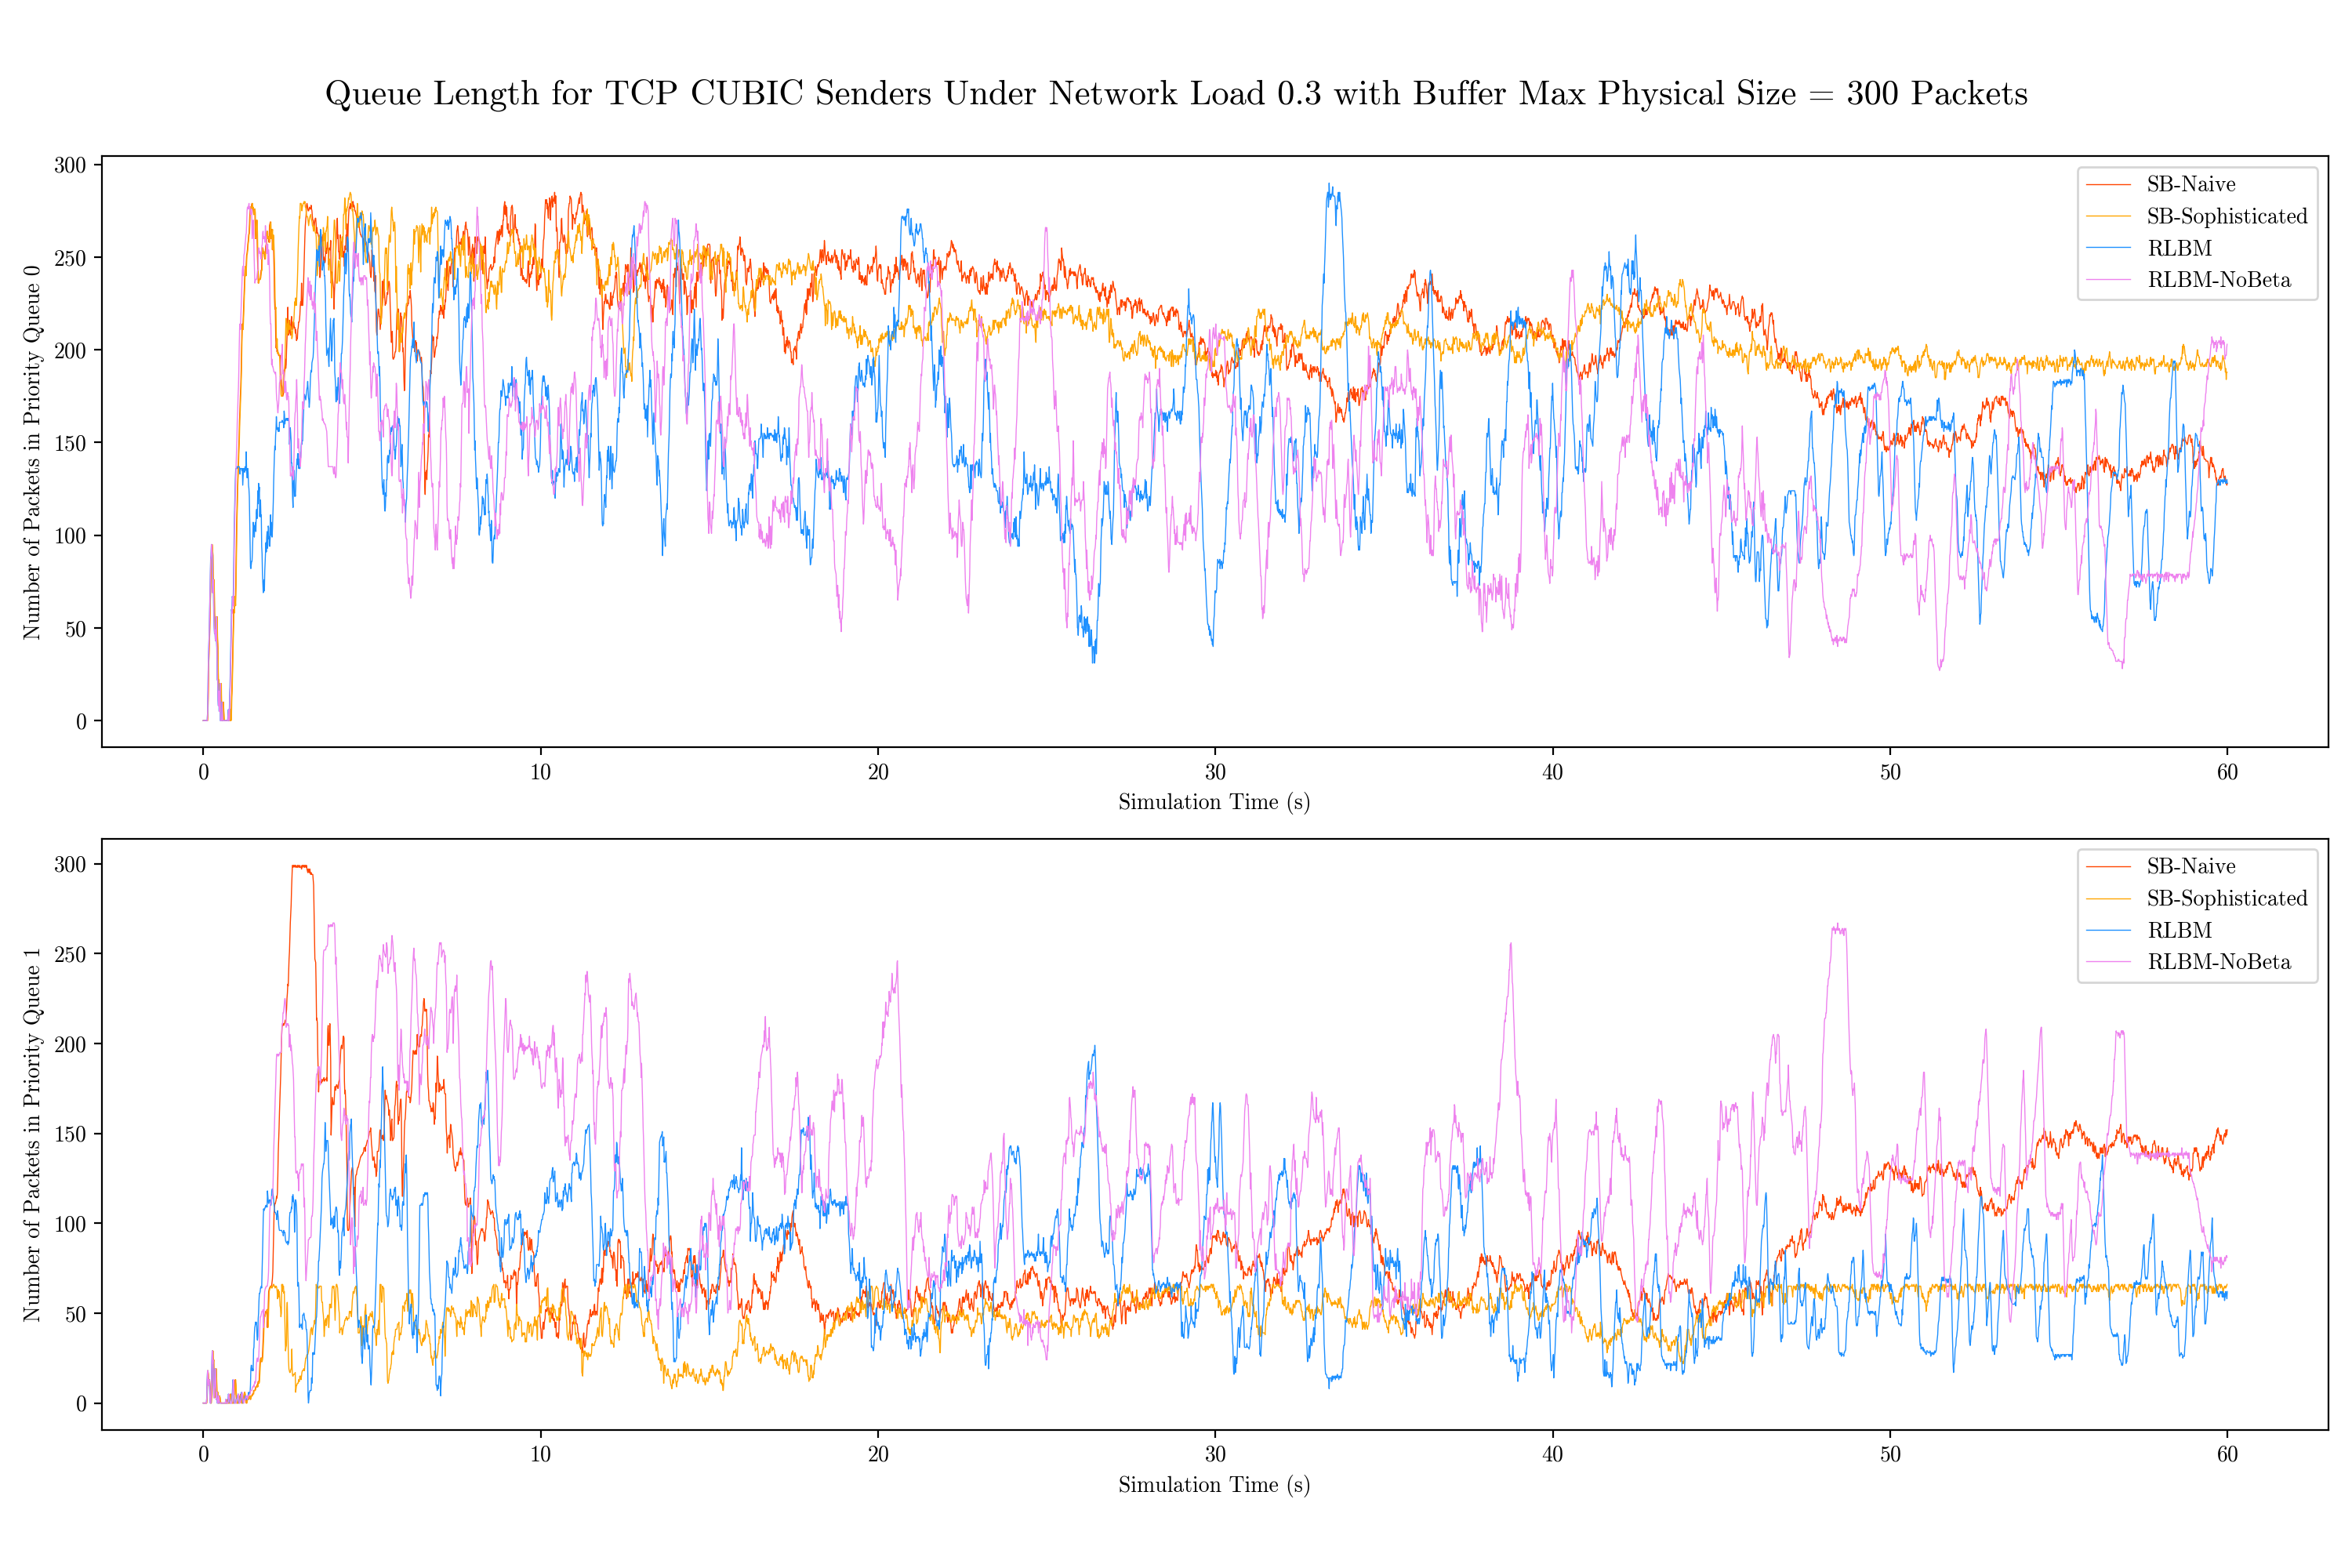 Queue Length for TCP CUBIC Senders Under Network Load 0.3 with Buffer Max Physical Size = 300 Packets
Number of Packets in Priority Queue 0
300
250
200
150
100
50
0
SB-Naive
SB-Sophisticated
RLBM
RLBM-NoBeta
0 10 20 30 40 50 60
Simulation Time (s)
Number of Packets in Priority Queue 1
300
250
200
150
100
50
0
SB-Naive
SB-Sophisticated
RLBM
RLBM-NoBeta
0 10 20 30 40 50 60
Simulation Time (s)